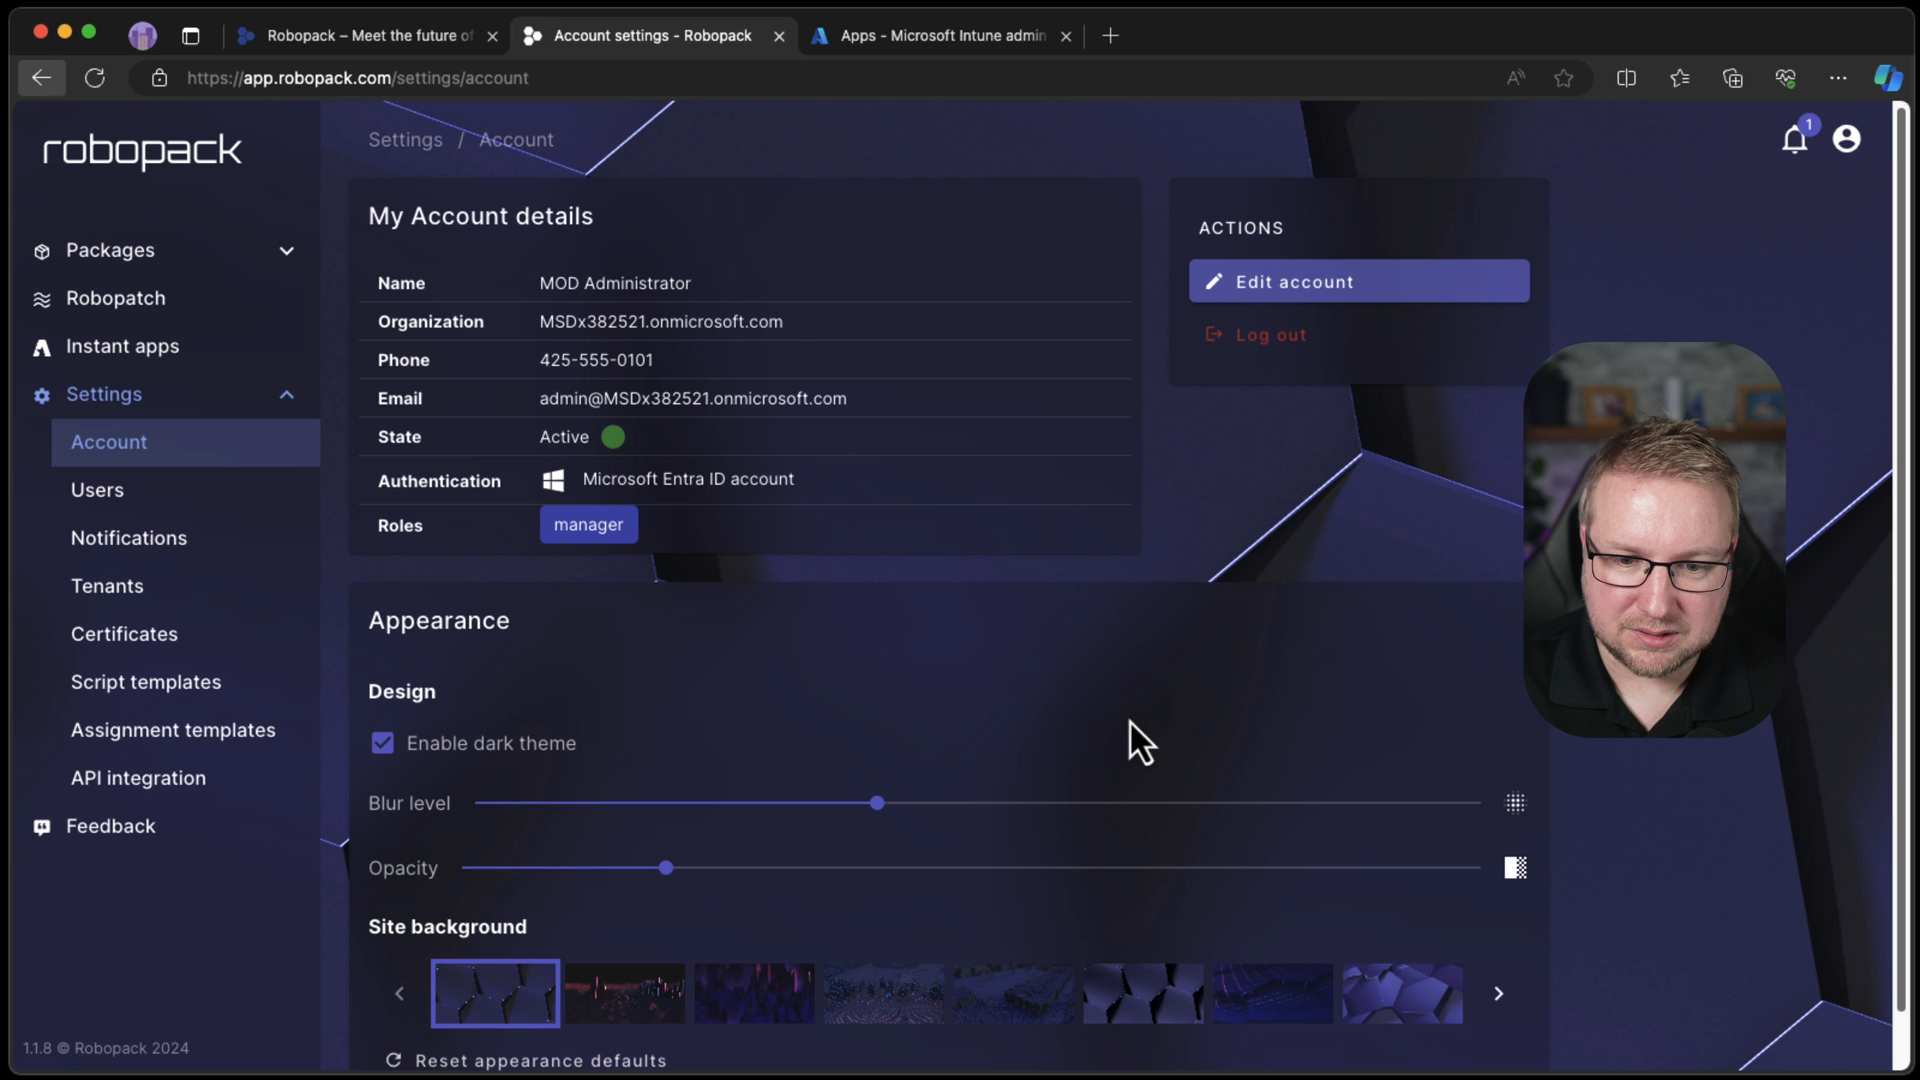 Robopack – Meet the future of
Account settings - Robopack
Apps - Microsoft Intune admin
https://app.robopack.com/settings/account
robopack
Settings / Account
1
My Account details
ACTIONS
Packages
Name MOD Administrator
Edit account
Robopatch
Organization MSDx382521.onmicrosoft.com
Log out
Instant apps
Phone 425-555-0101
Settings
Email admin@MSDx382521.onmicrosoft.com
Account
State Active
Users
Authentication Microsoft Entra ID account
Notifications
Roles manager
Tenants
Appearance
Certificates
Script templates
Design
Assignment templates
Enable dark theme
API integration
Blur level
Feedback
Opacity
Site background
1.1.8 © Robopack 2024
Reset appearance defaults